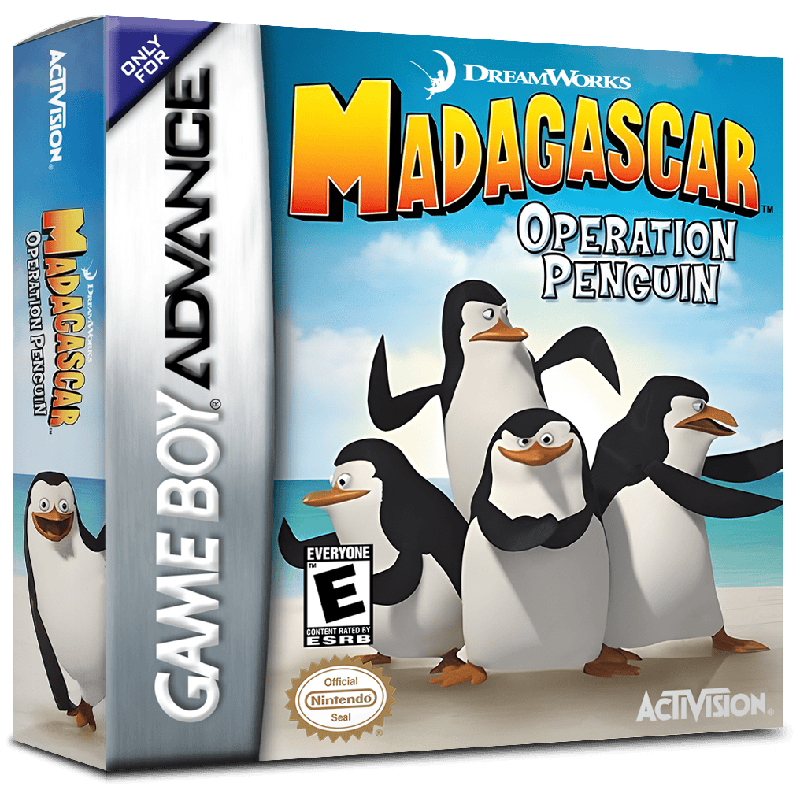 ACTIVISION
DREAMWORKS
MADAGASCAR
OPERATION PENGUIN
ONLY
FOR
GAME BOY ADVANCE
DREAMWORKS
MADAGASCAR™
OPERATION
PENGUIN
EVERYONE
E
CONTENT RATED BY
ESRB
Official
Nintendo
Seal
ACTIVISION